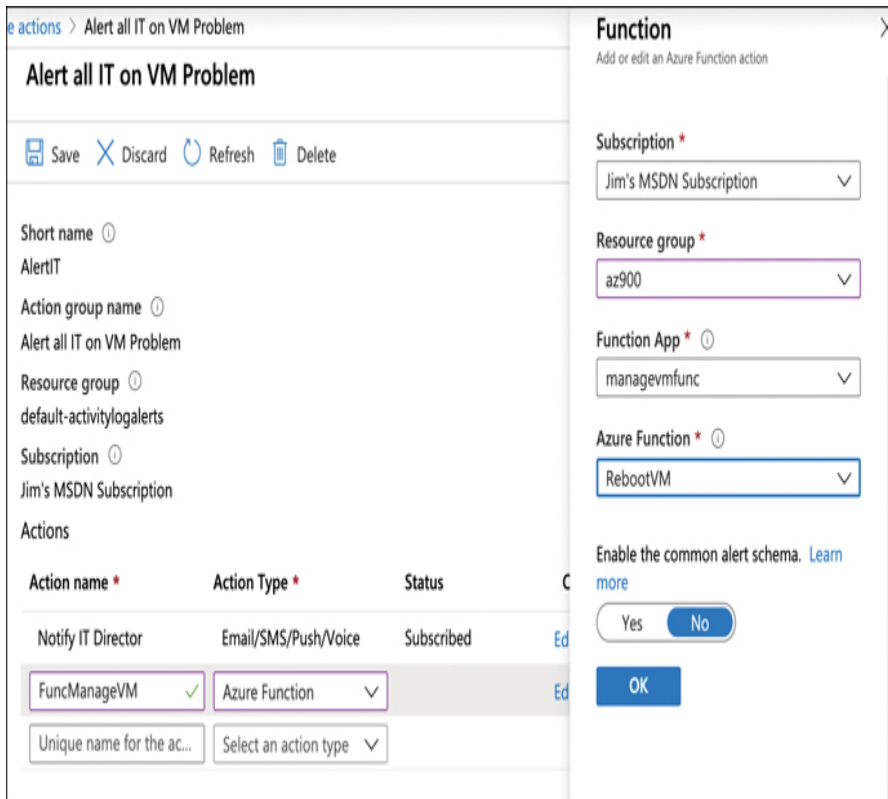 e actions > Alert all IT on VM Problem
Alert all IT on VM Problem
Save Discard Refresh Delete
Short name
AlertIT
Action group name
Alert all IT on VM Problem
Resource group
default-activitylogalerts
Subscription
Jim's MSDN Subscription
Actions
Action name * Action Type * Status C
Notify IT Director Email/SMS/Push/Voice Subscribed Ed
FuncManageVM Azure Function Ed
Unique name for the ac... Select an action type
Function
Add or edit an Azure Function action
Subscription *
Jim's MSDN Subscription
Resource group *
az900
Function App *
managevmfunc
Azure Function *
RebootVM
Enable the common alert schema. Learn
more
Yes No
OK